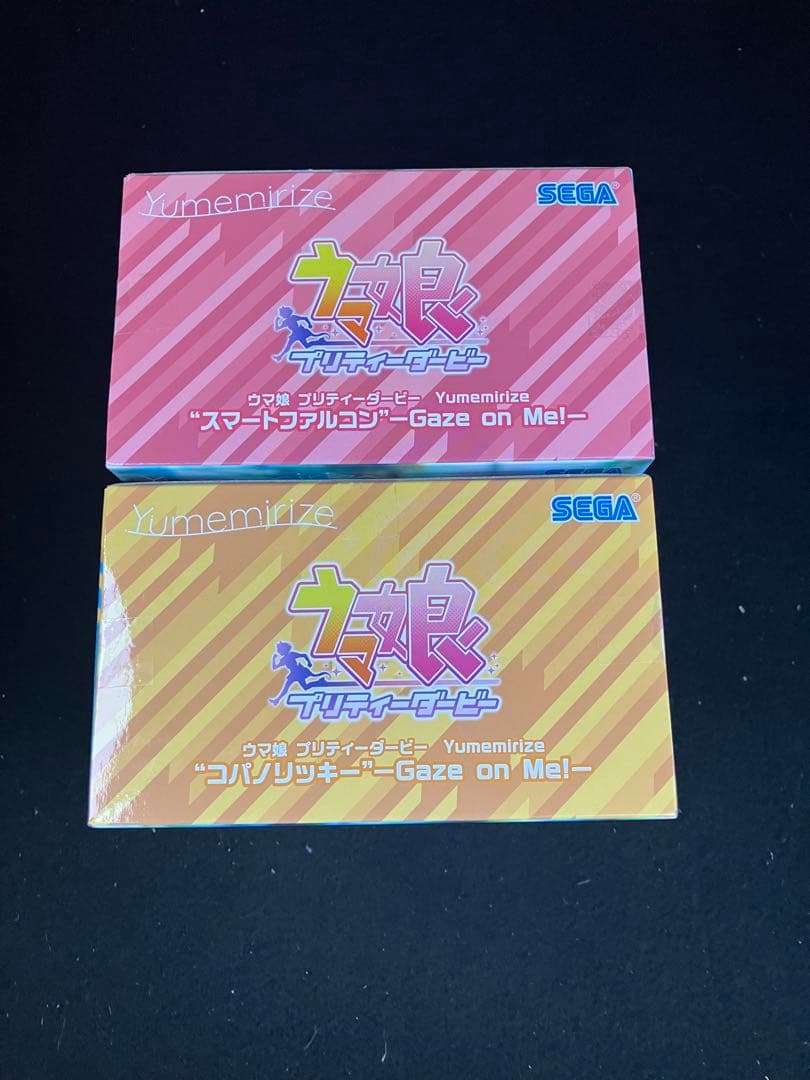 Yumemirize
SEGA®
ウマ娘
プリティーダービー
ウマ娘 プリティーダービー Yumemirize
“スマートファルコン”ーGaze on Me!ー
Yumemirize
SEGA®
ウマ娘
プリティーダービー
ウマ娘 プリティーダービー Yumemirize
“コパノリッキー”ーGaze on Me!ー